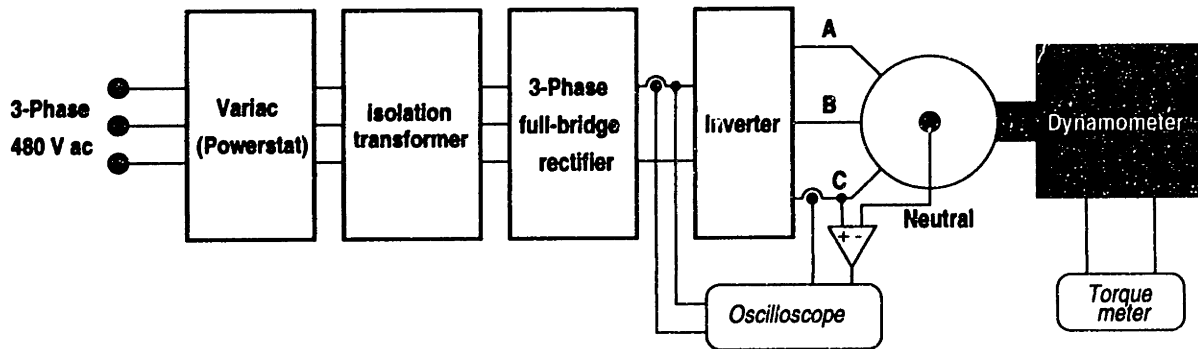 3-Phase
480 V ac
Variac
(Powerstat)
isolation
transformer
3-Phase
full-bridge
rectifier
Inverter
A
B
C
Neutral
+ -
Dynamometer
Oscilloscope
Torque
meter